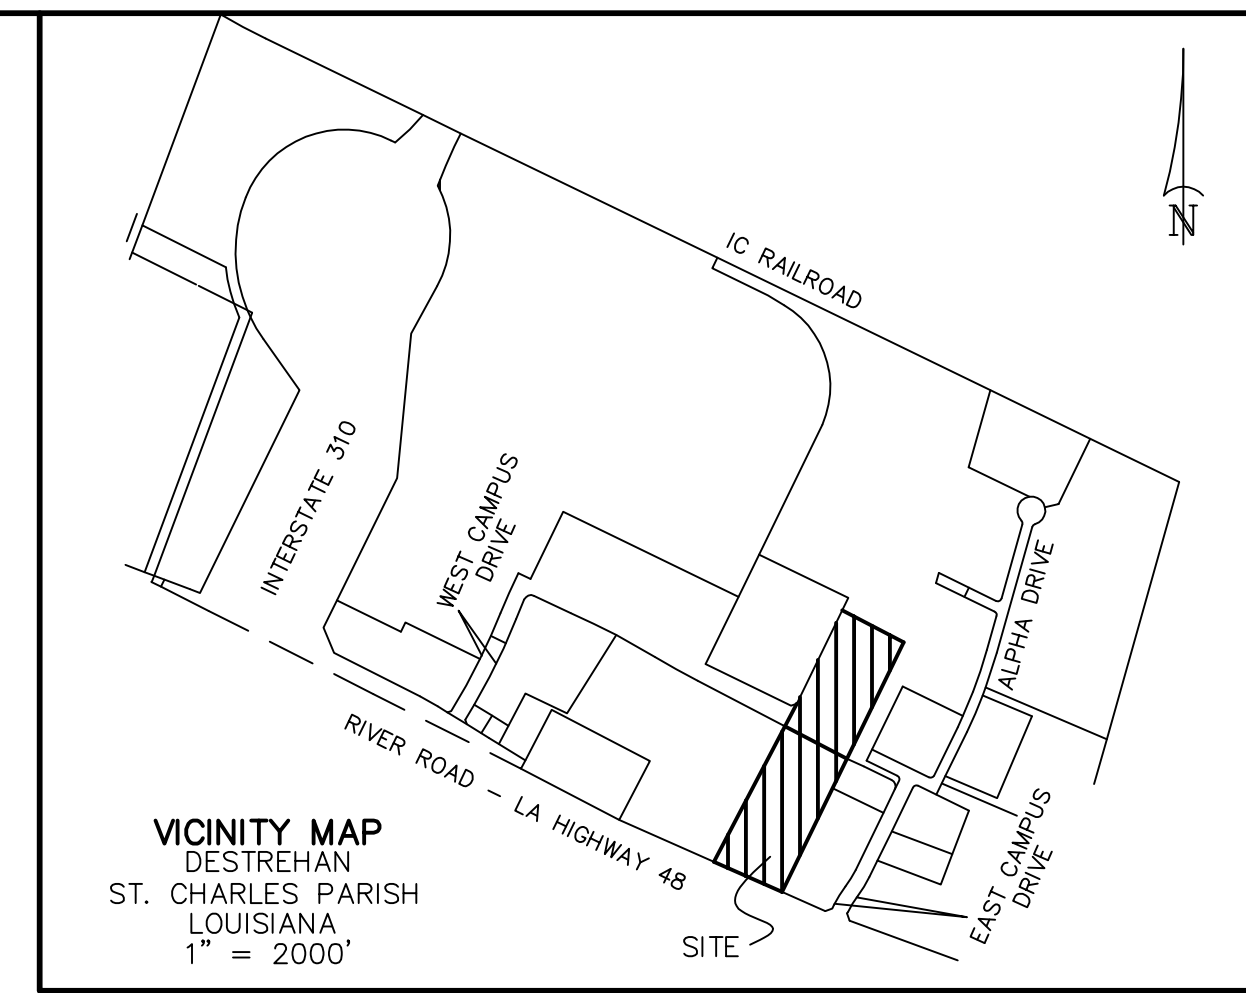 N
IC RAILROAD
INTERSTATE 310
WEST CAMPUS
DRIVE
ALPHA DRIVE
RIVER ROAD - LA HIGHWAY 48
EAST CAMPUS
DRIVE
SITE
VICINITY MAP
DESTREHAN
ST. CHARLES PARISH
LOUISIANA
1" = 2000'